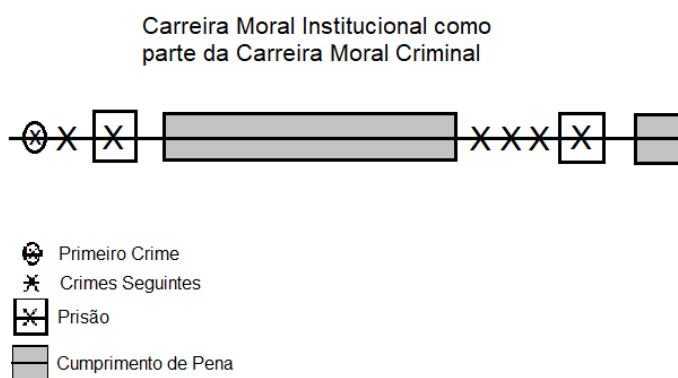 Carreira Moral Institucional como
parte da Carreira Moral Criminal
X X X X X X X X
Primeiro Crime
Crimes Seguintes
X Prisão
Cumprimento de Pena